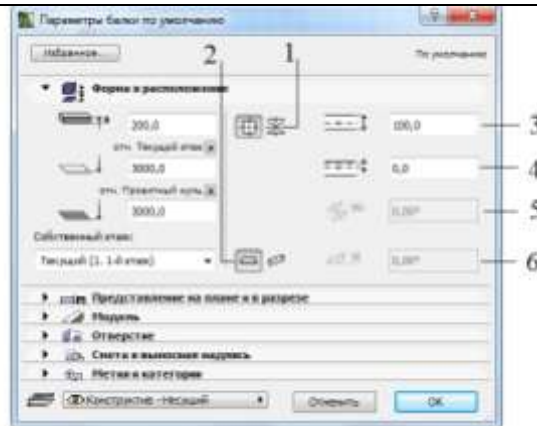 Параметры балки по умолчанию
Избранное...
2
1
По умолчанию
Форма и расположение
200,0
100,0
3
отн. Текущий этаж
3000,0
0,0
4
отн. Проектный нуль
3000,0
0,00°
5
Собственный этаж:
Текущий (1. 1-й этаж)
0,00°
6
Представление на плане и в разрезе
Модель
Отверстие
Смета и выносная надпись
Метки и категории
Конструктив - Несущий
Отменить
OK